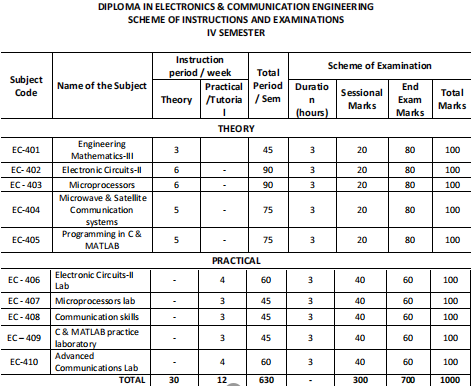 DIPLOMA IN ELECTRONICS & COMMUNICATION ENGINEERING
SCHEME OF INSTRUCTIONS AND EXAMINATIONS
IV SEMESTER
Subject Code | Name of the Subject | Instruction period / week | Total Period / Sem | Scheme of Examination
Theory | Practical /Tutorial | Duration (hours) | Sessional Marks | End Exam Marks | Total Marks
THEORY
EC-401 | Engineering Mathematics-III | 3 | | 45 | 3 | 20 | 80 | 100
EC- 402 | Electronic Circuits-II | 6 | - | 90 | 3 | 20 | 80 | 100
EC - 403 | Microprocessors | 6 | - | 90 | 3 | 20 | 80 | 100
EC-404 | Microwave & Satellite Communication systems | 5 | - | 75 | 3 | 20 | 80 | 100
EC-405 | Programming in C & MATLAB | 5 | - | 75 | 3 | 20 | 80 | 100
PRACTICAL
EC - 406 | Electronic Circuits-II Lab | - | 4 | 60 | 3 | 40 | 60 | 100
EC - 407 | Microprocessors lab | - | 3 | 45 | 3 | 40 | 60 | 100
EC - 408 | Communication skills | - | 3 | 45 | 3 | 40 | 60 | 100
EC – 409 | C & MATLAB practice laboratory | - | 3 | 45 | 3 | 40 | 60 | 100
EC-410 | Advanced Communications Lab | - | 4 | 60 | 3 | 40 | 60 | 100
TOTAL | 30 | 12 | 630 | - | 300 | 700 | 1000